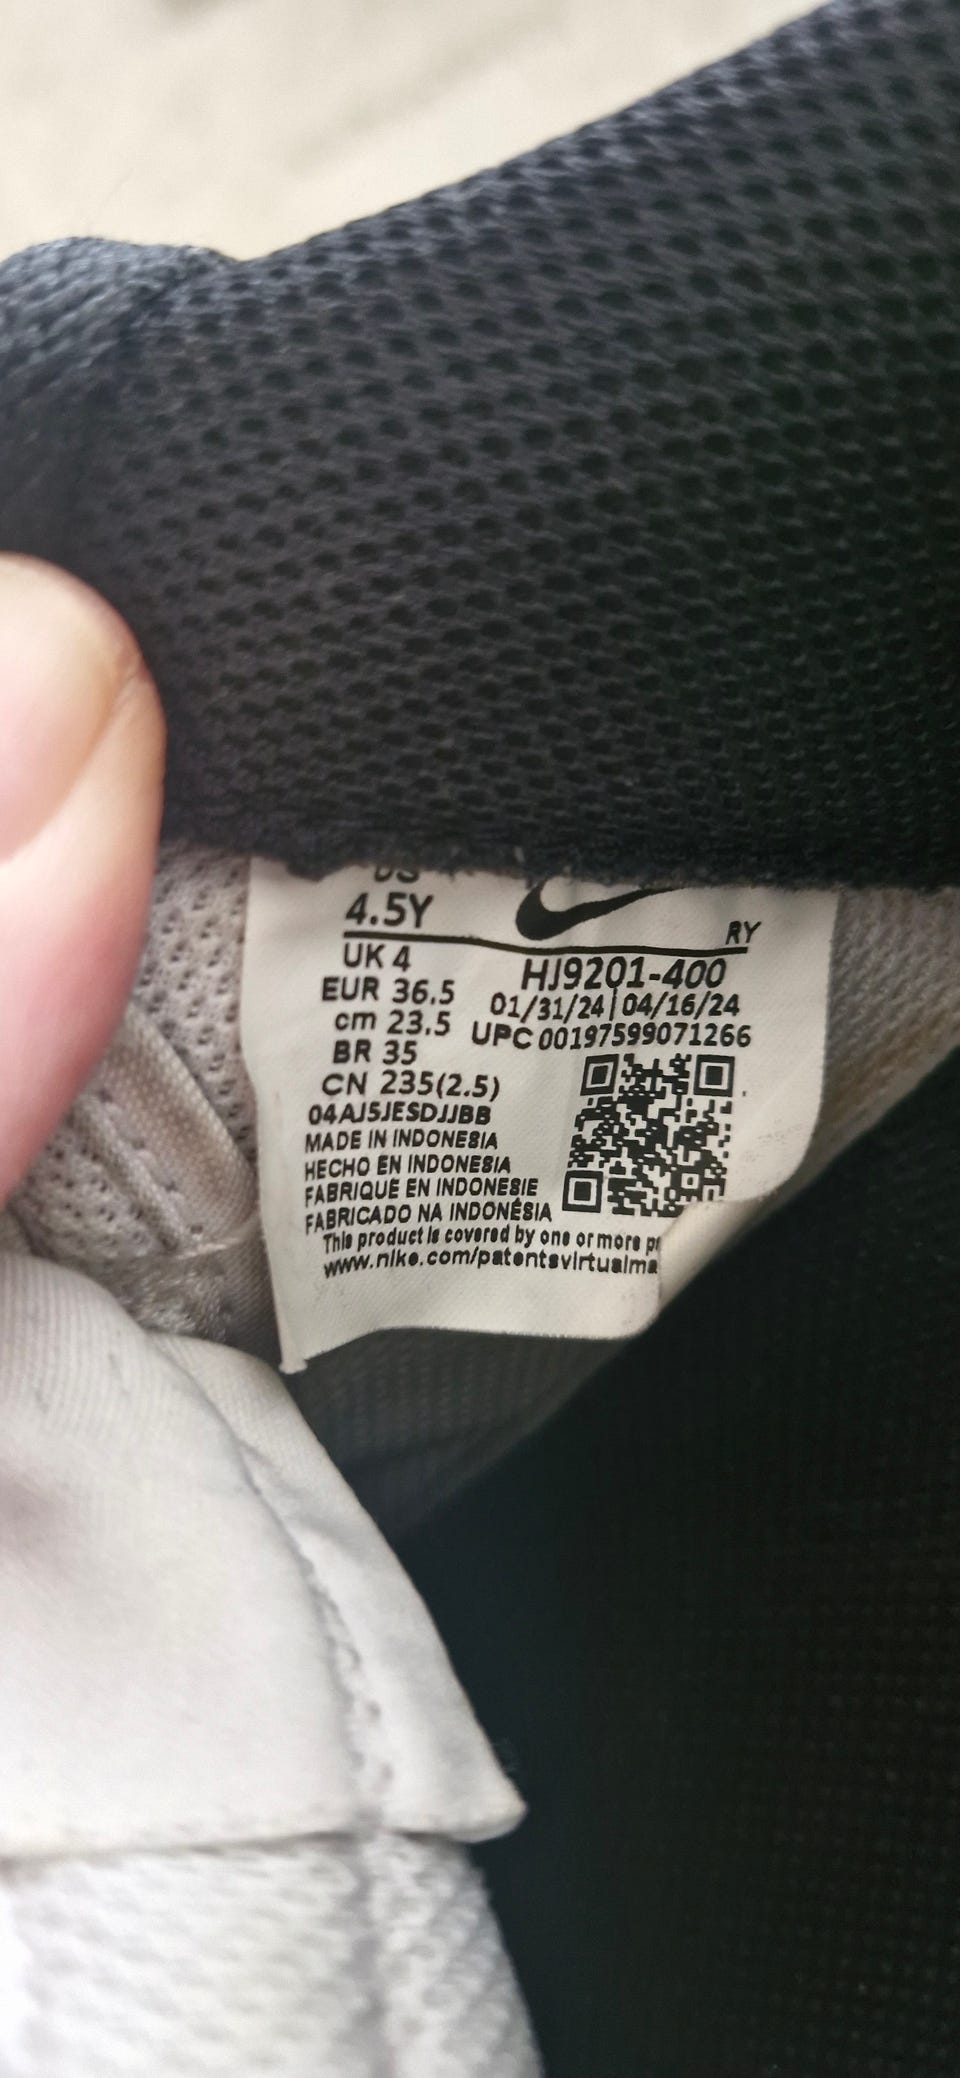 US
4.5Y
RY
UK 4
EUR 36.5
cm 23.5
BR 35
CN 235(2.5)
HJ9201-400
01/31/24|04/16/24
UPC 00197599071266
04AJ5JESDJJBB
MADE IN INDONESIA
HECHO EN INDONESIA
FABRIQUE EN INDONESIE
FABRICADO NA INDONÉSIA
This product is covered by one or more p
www.nike.com/patentsvirtualma